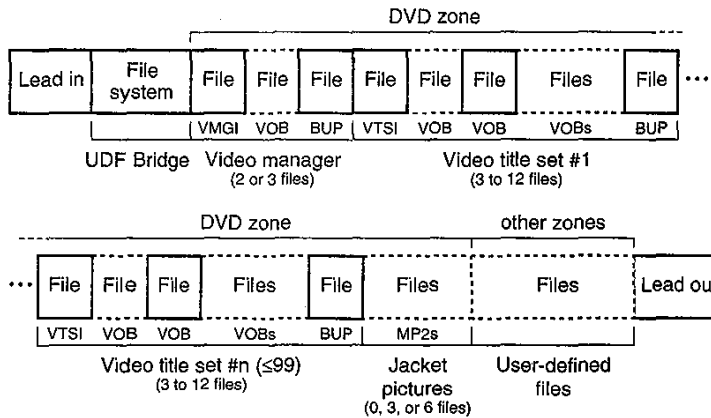 DVD zone
Lead in File system File File File File File File Files File ...
VMGI VOB BUP VTSI VOB VOB VOBs BUP
UDF Bridge Video manager Video title set #1
(2 or 3 files) (3 to 12 files)
DVD zone other zones
... File File File Files File Files Files Lead out
VTSI VOB VOB VOBs BUP MP2s
Video title set #n (≤99) Jacket pictures User-defined files
(3 to 12 files) (0, 3, or 6 files)